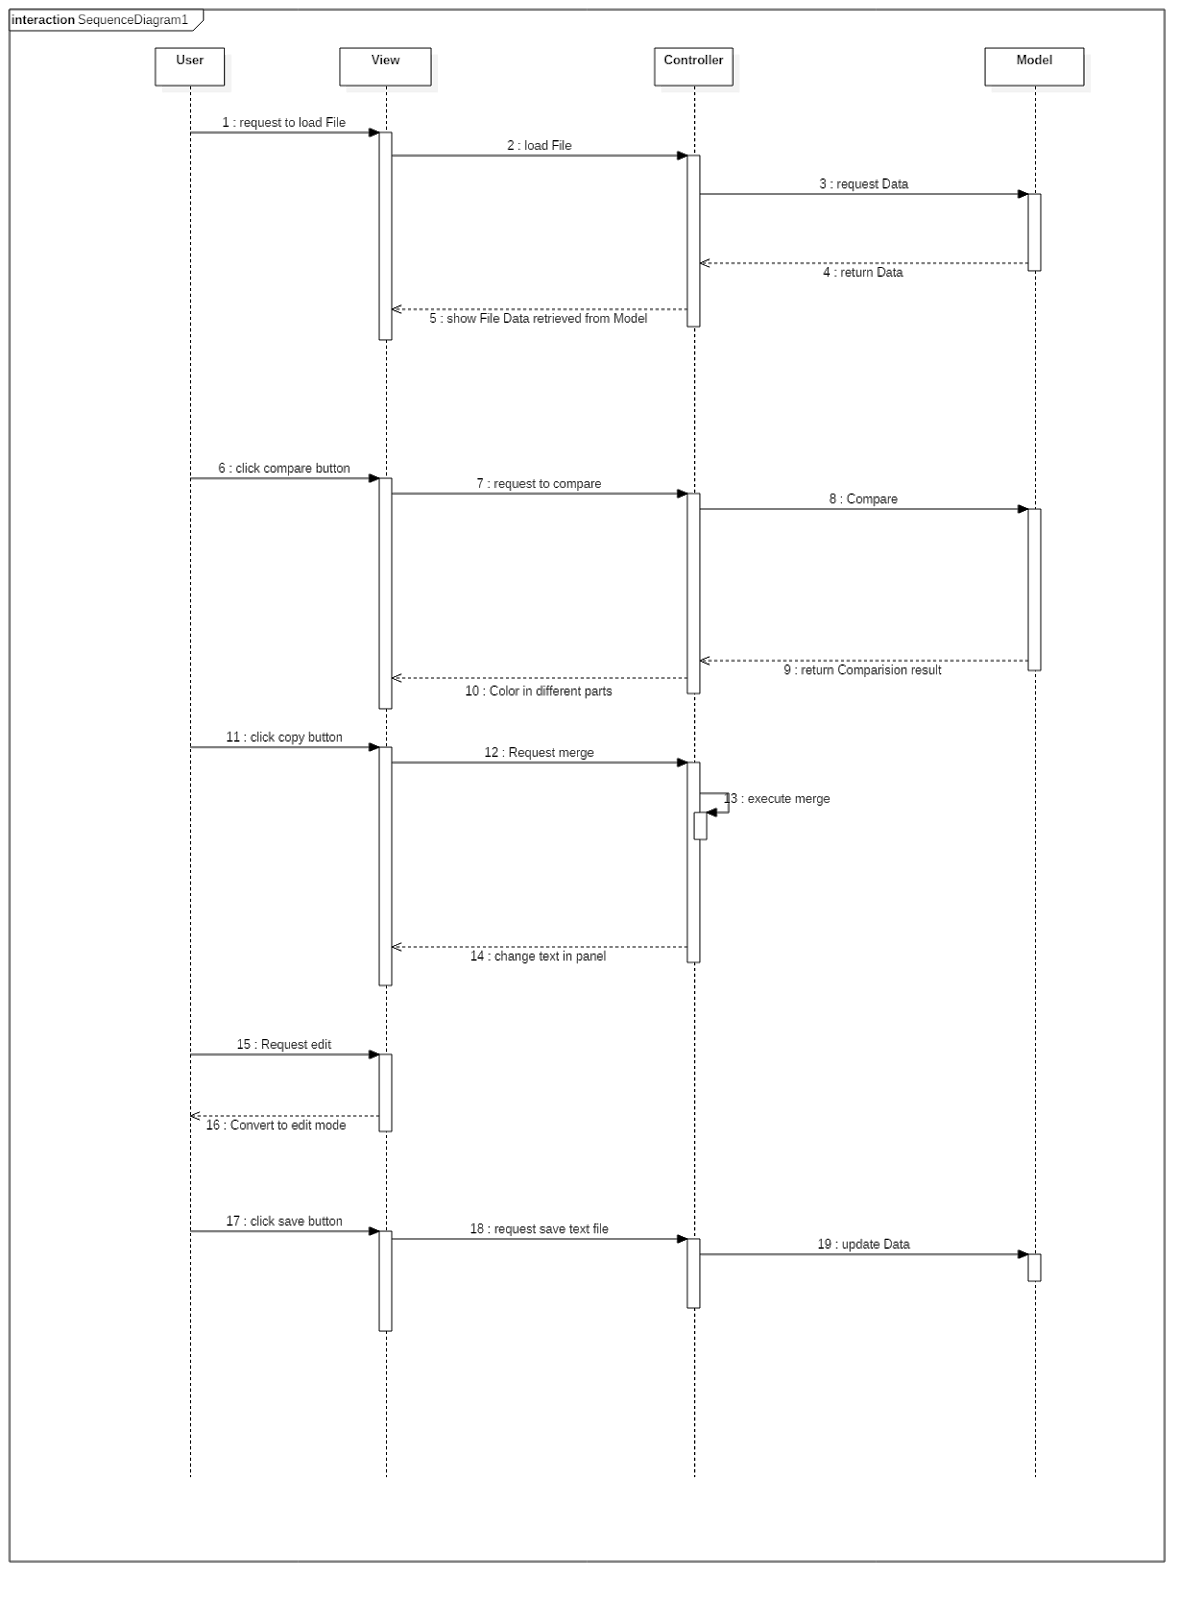 interaction SequenceDiagram1
User
View
Controller
Model
1 : request to load File
2 : load File
3 : request Data
4 : return Data
5 : show File Data retrieved from Model
6 : click compare button
7 : request to compare
8 : Compare
9 : return Comparision result
10 : Color in different parts
11 : click copy button
12 : Request merge
13 : execute merge
14 : change text in panel
15 : Request edit
16 : Convert to edit mode
17 : click save button
18 : request save text file
19 : update Data